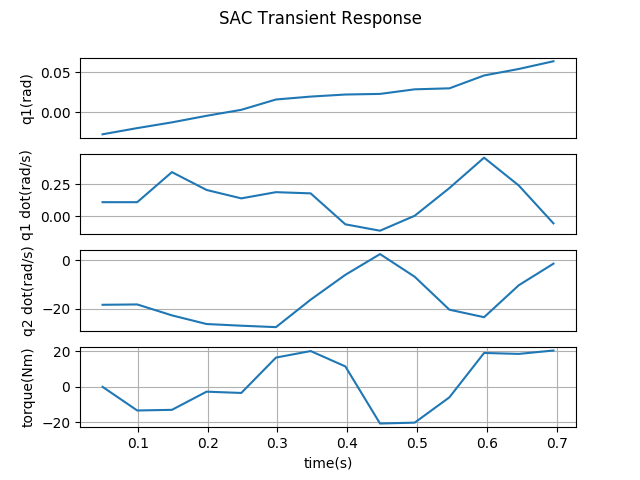 SAC Transient Response
q1(rad)
0.05
0.00
q1 dot(rad/s)
0.25
0.00
q2 dot(rad/s)
0
−20
torque(Nm)
20
0
−20
0.1 0.2 0.3 0.4 0.5 0.6 0.7
time(s)